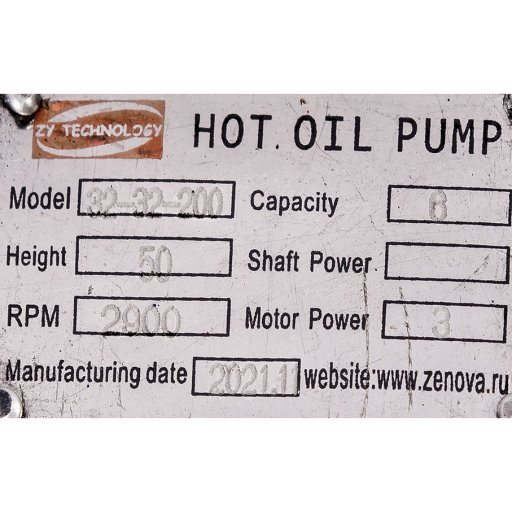 ZY TECHNOLOGY HOT OIL PUMP
Model 32-32-200 Capacity 6
Height 50 Shaft Power
RPM 2900 Motor Power 3
Manufacturing date 2021.11 website:www.zenova.ru